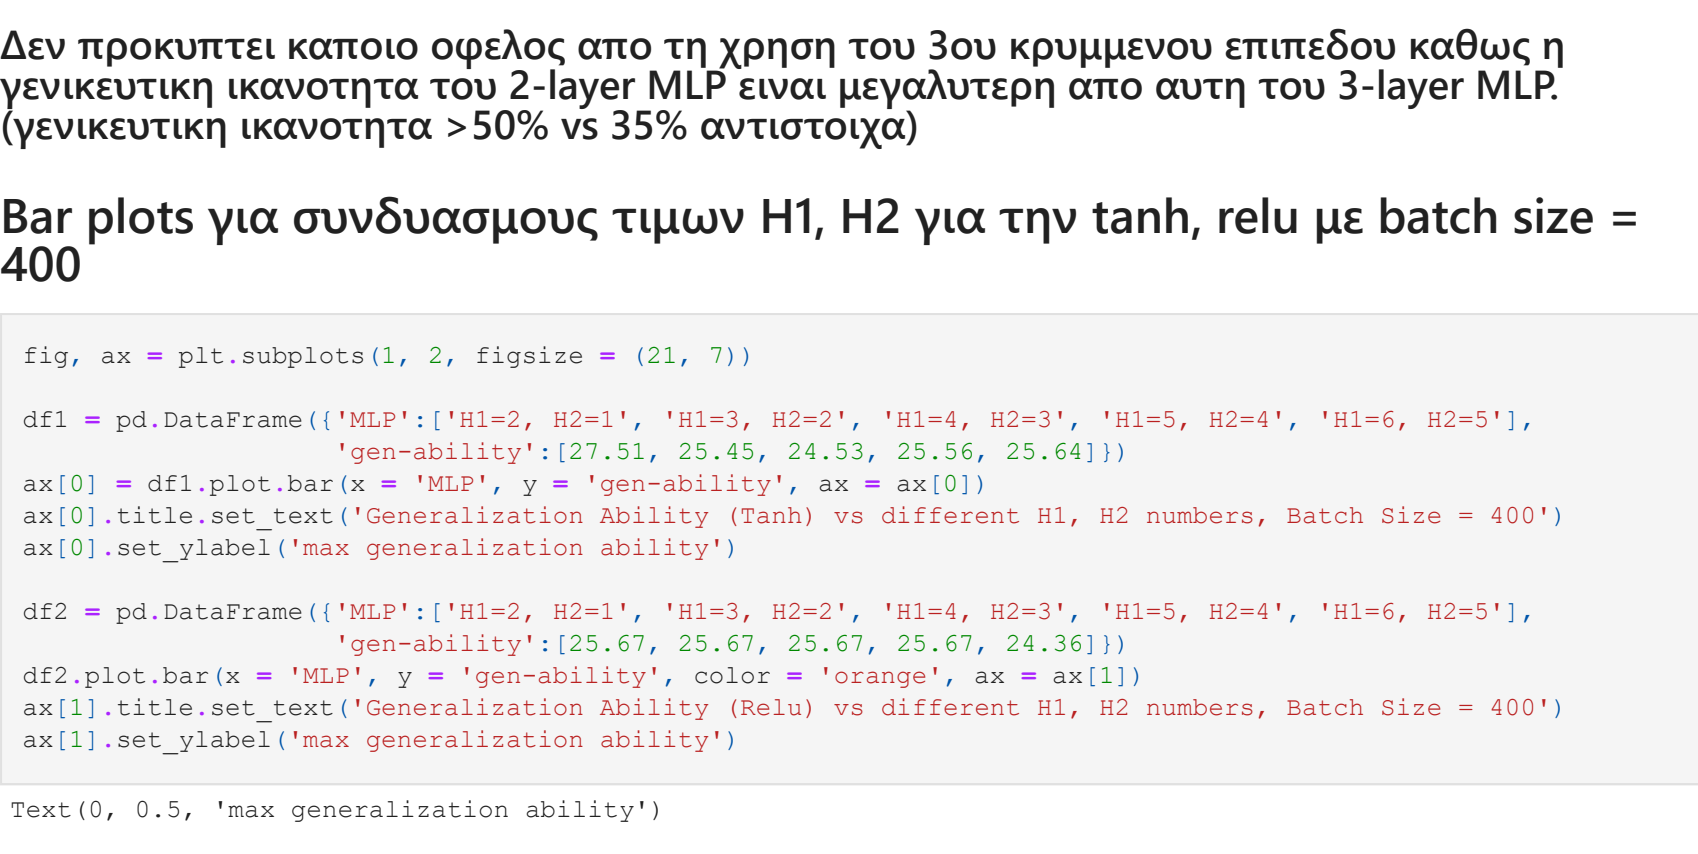 Δεν προκυπτει καποιο οφελος απο τη χρηση του 3ου κρυμμενου επιπεδου καθως η
γενικευτικη ικανοτητα του 2-layer MLP ειναι μεγαλυτερη απο αυτη του 3-layer MLP.
(γενικευτικη ικανοτητα >50% vs 35% αντιστοιχα)
Bar plots για συνδυασμους τιμων H1, H2 για την tanh, relu με batch size =
400
fig, ax = plt.subplots(1, 2, figsize = (21, 7))
df1 = pd.DataFrame({'MLP':['H1=2, H2=1', 'H1=3, H2=2', 'H1=4, H2=3', 'H1=5, H2=4', 'H1=6, H2=5'],
'gen-ability':[27.51, 25.45, 24.53, 25.56, 25.64]})
ax[0] = df1.plot.bar(x = 'MLP', y = 'gen-ability', ax = ax[0])
ax[0].title.set_text('Generalization Ability (Tanh) vs different H1, H2 numbers, Batch Size = 400')
ax[0].set_ylabel('max generalization ability')
df2 = pd.DataFrame({'MLP':['H1=2, H2=1', 'H1=3, H2=2', 'H1=4, H2=3', 'H1=5, H2=4', 'H1=6, H2=5'],
'gen-ability':[25.67, 25.67, 25.67, 25.67, 24.36]})
df2.plot.bar(x = 'MLP', y = 'gen-ability', color = 'orange', ax = ax[1])
ax[1].title.set_text('Generalization Ability (Relu) vs different H1, H2 numbers, Batch Size = 400')
ax[1].set_ylabel('max generalization ability')
Text(0, 0.5, 'max generalization ability')